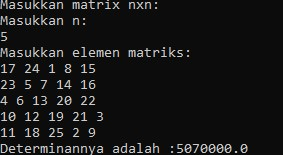 Masukkan matrix nxn:
Masukkan n:
5
Masukkan elemen matriks:
17 24 1 8 15
23 5 7 14 16
4 6 13 20 22
10 12 19 21 3
11 18 25 2 9
Determinannya adalah :5070000.0